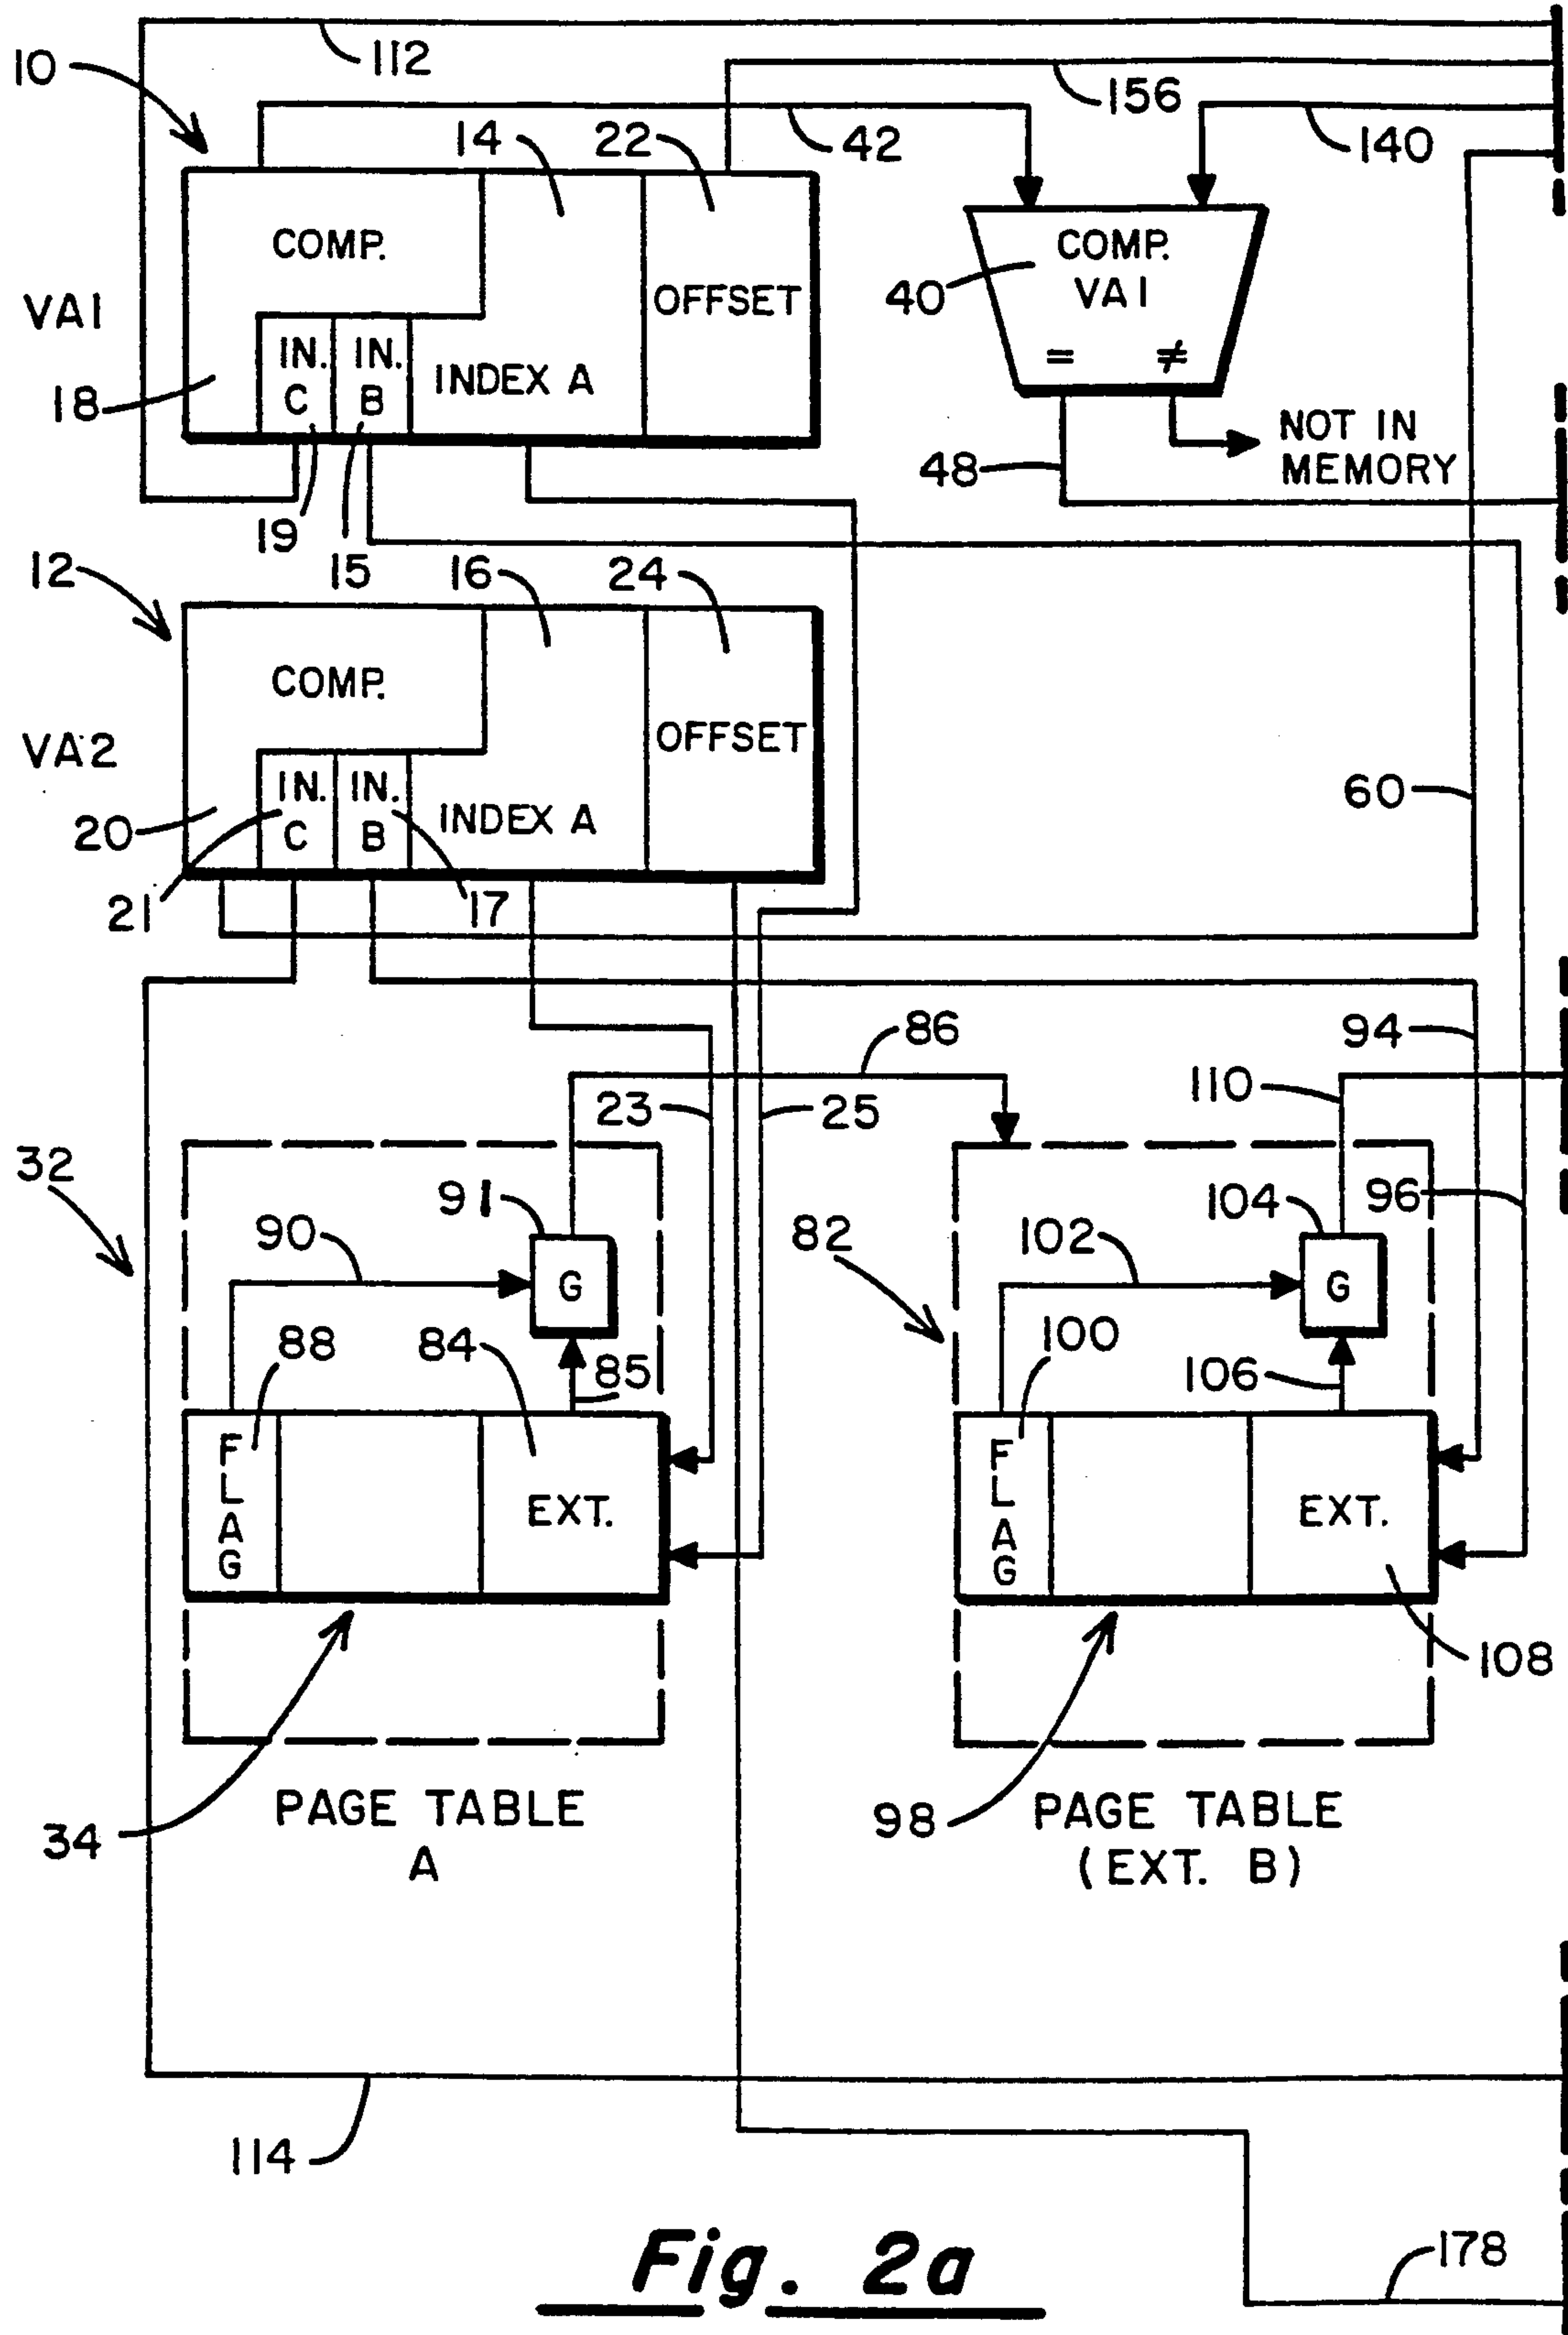 112
10
156
14
22
42
140
COMP.
COMP.
VA1
40
OFFSET
VA1
IN.
C
IN.
B
INDEX A
= ≠
18
NOT IN
MEMORY
48
19
15
12
16
24
COMP.
OFFSET
VA2
IN.
C
IN.
B
INDEX A
60
20
21
17
86
94
110
23
25
32
91
104
96
90
82
102
G
G
88
84
85
100
106
FLAG
EXT.
FLAG
EXT.
108
34
PAGE TABLE
A
98
PAGE TABLE
(EXT. B)
114
178
Fig. 2a